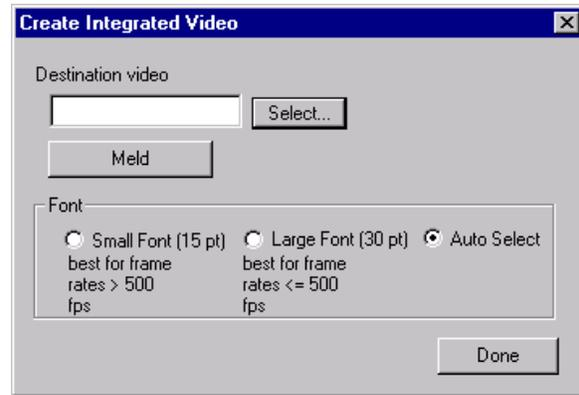 Create Integrated Video
Destination video
Select...
Meld
Font
Small Font (15 pt)
best for frame
rates > 500
fps
Large Font (30 pt)
best for frame
rates <= 500
fps
Auto Select
Done